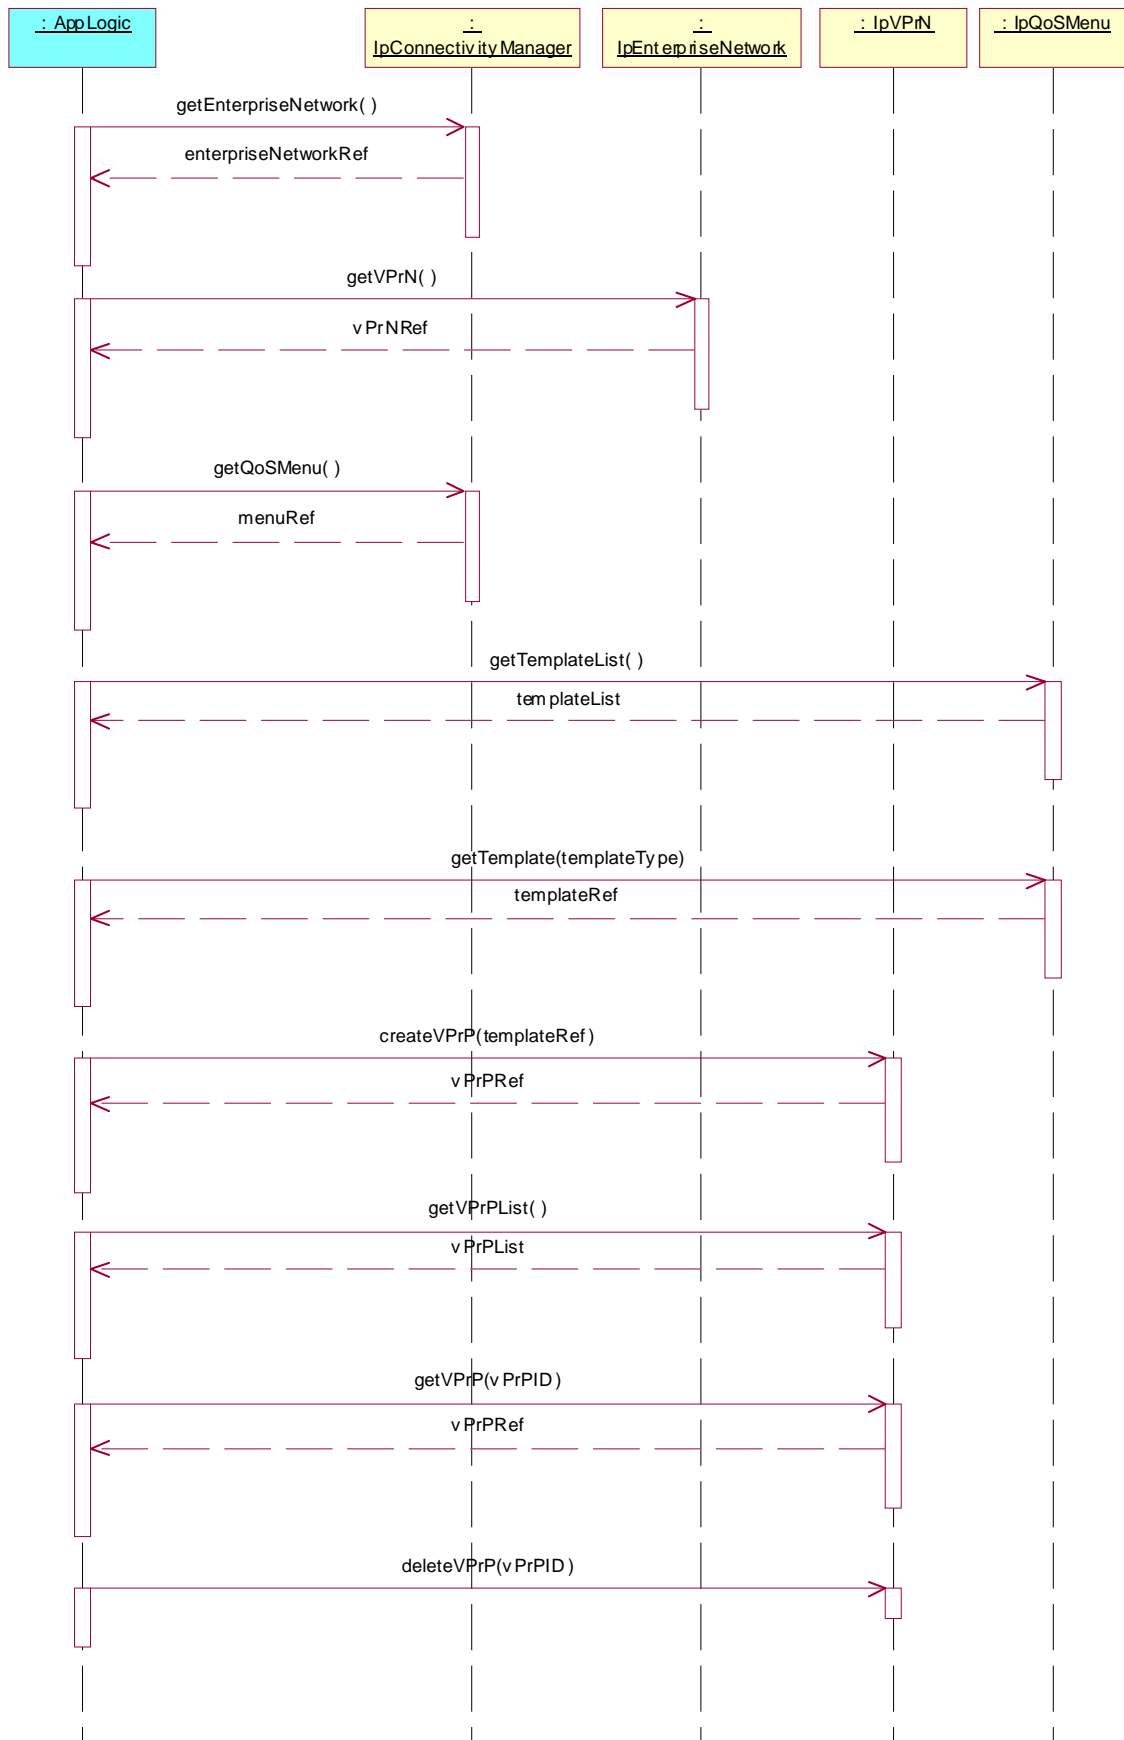 : AppLogic
:
IpConnectivityManager
:
IpEnterpriseNetwork
: IpVPrN
: IpQoSMenu
getEnterpriseNetwork( )
enterpriseNetworkRef
getVPrN( )
vPrNRef
getQoSMenu( )
menuRef
getTemplateList( )
templateList
getTemplate(templateType)
templateRef
createVPrP(templateRef)
vPrPRef
getVPrPList( )
vPrPList
getVPrP(vPrPID)
vPrPRef
deleteVPrP(vPrPID)